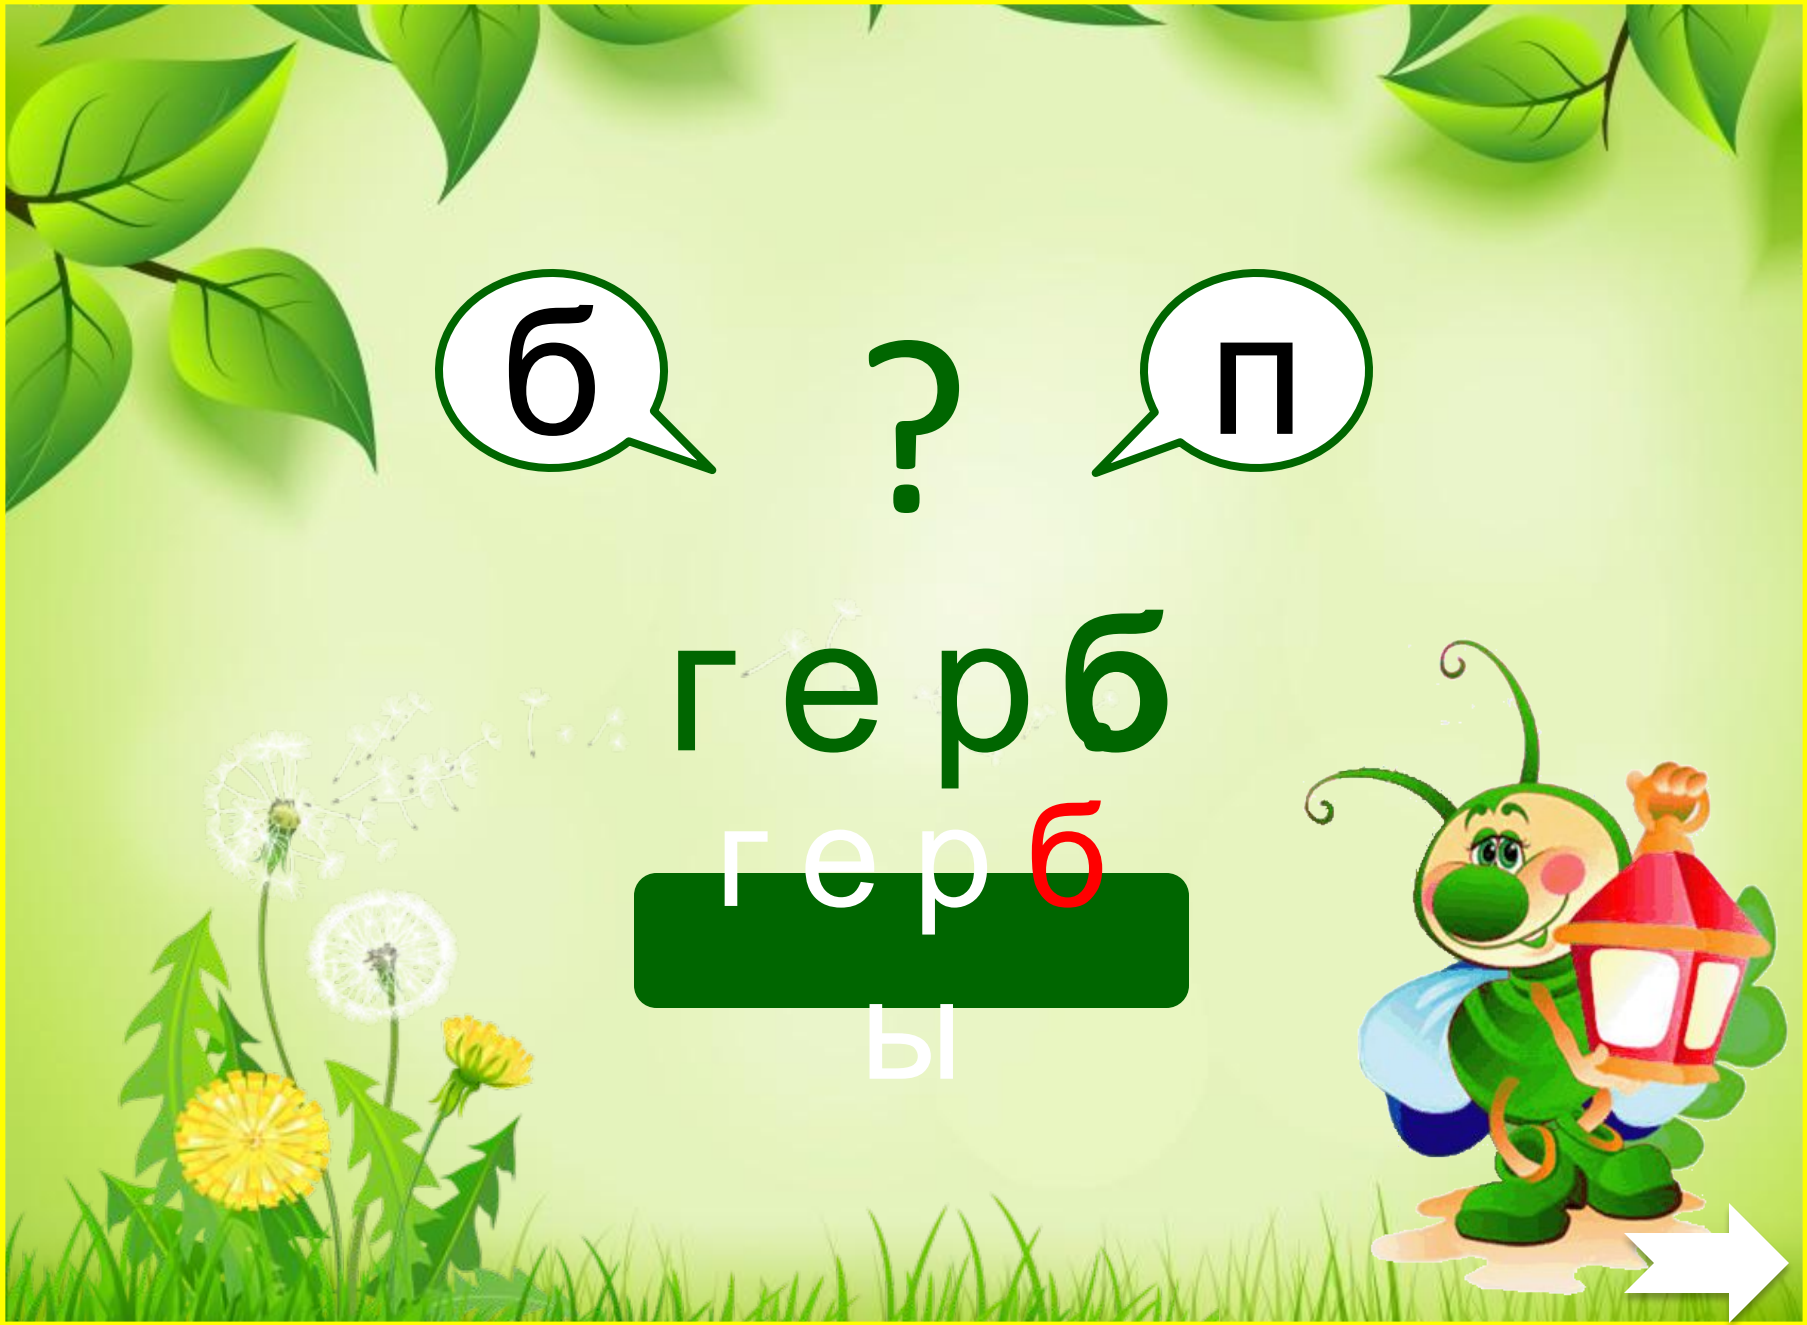 б ? п
г е р б
г е р б
ы